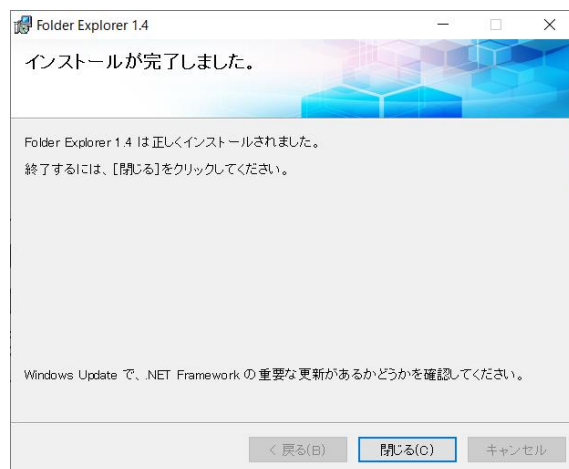 Folder Explorer 1.4
インストールが完了しました。
Folder Explorer 1.4 は正しくインストールされました。
終了するには、[閉じる]をクリックしてください。
Windows Update で、.NET Framework の重要な更新があるかどうかを確認してください。
< 戻る(B)
閉じる(C)
キャンセル